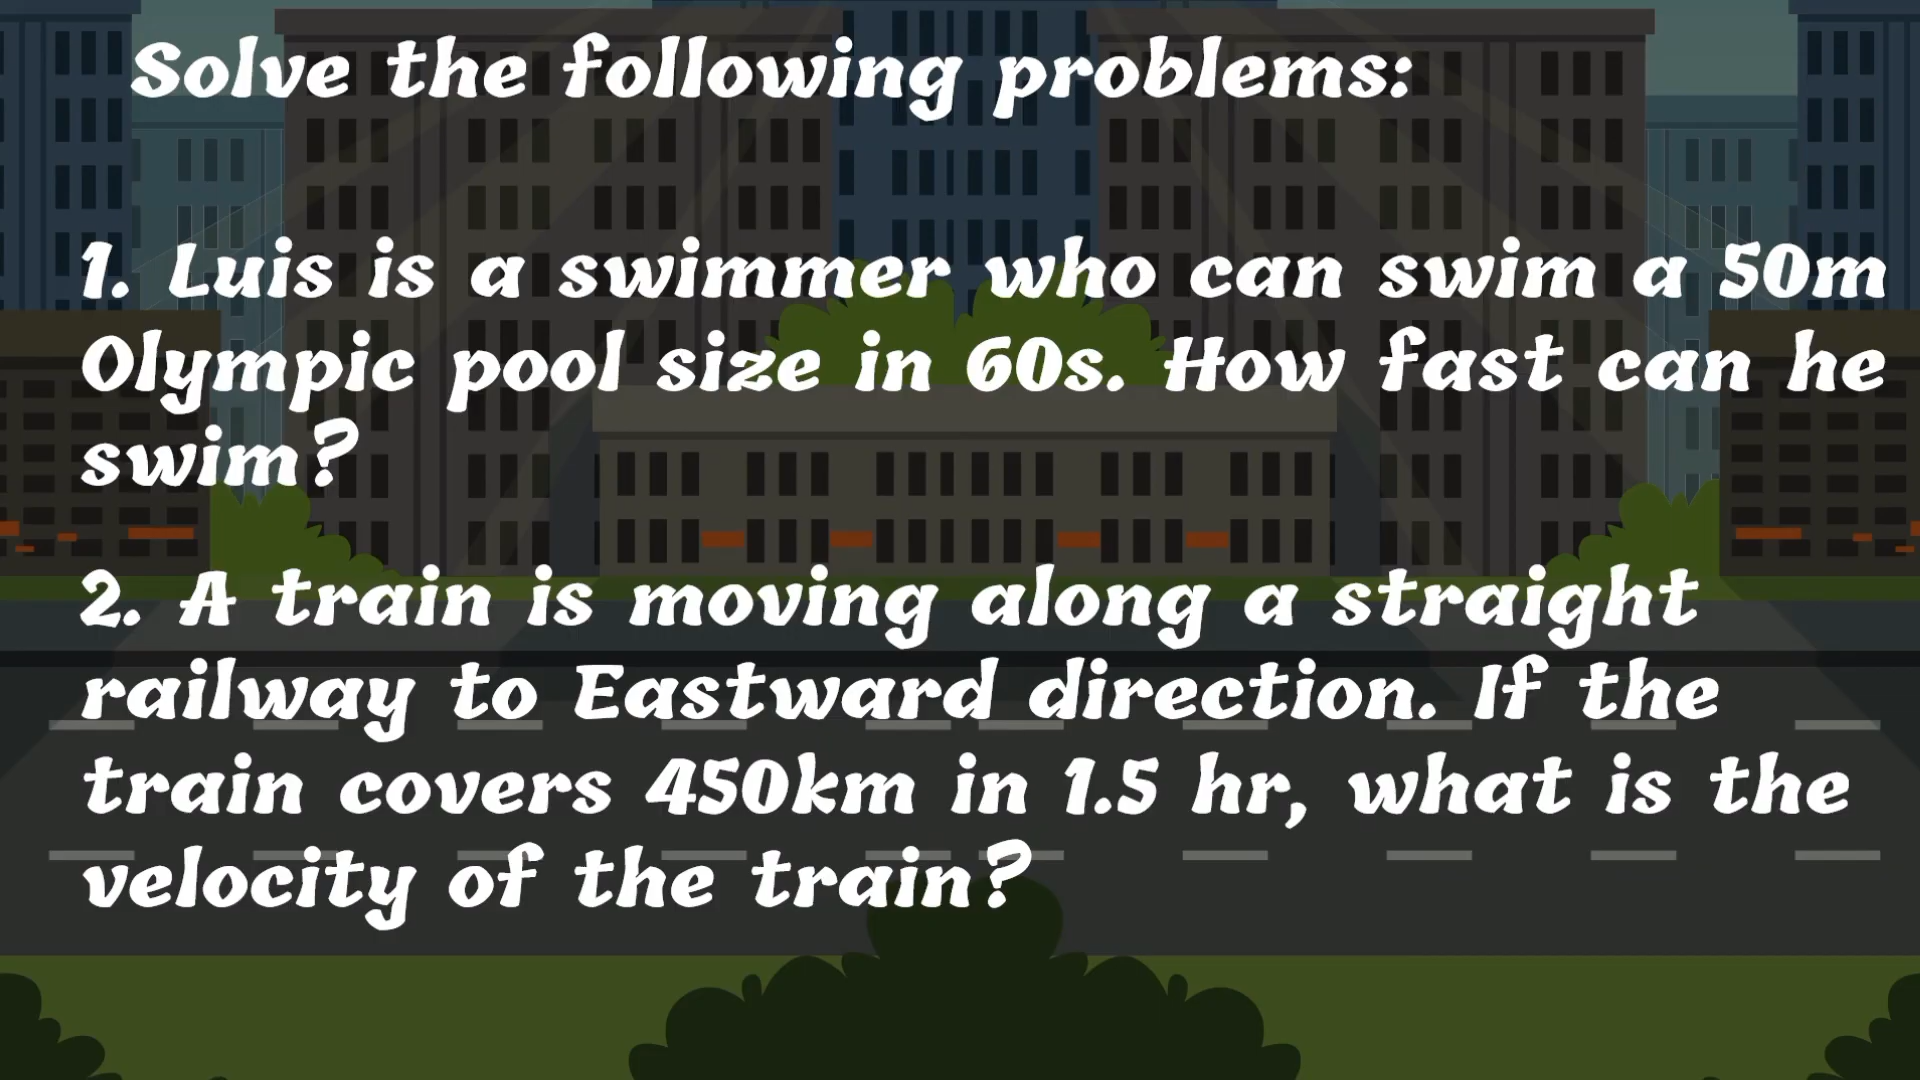 Solve the following problems:
1. Luis is a swimmer who can swim a 50m
Olympic pool size in 60s. How fast can he
swim?
2. A train is moving along a straight
railway to Eastward direction. If the
train covers 450km in 1.5 hr, what is the
velocity of the train?